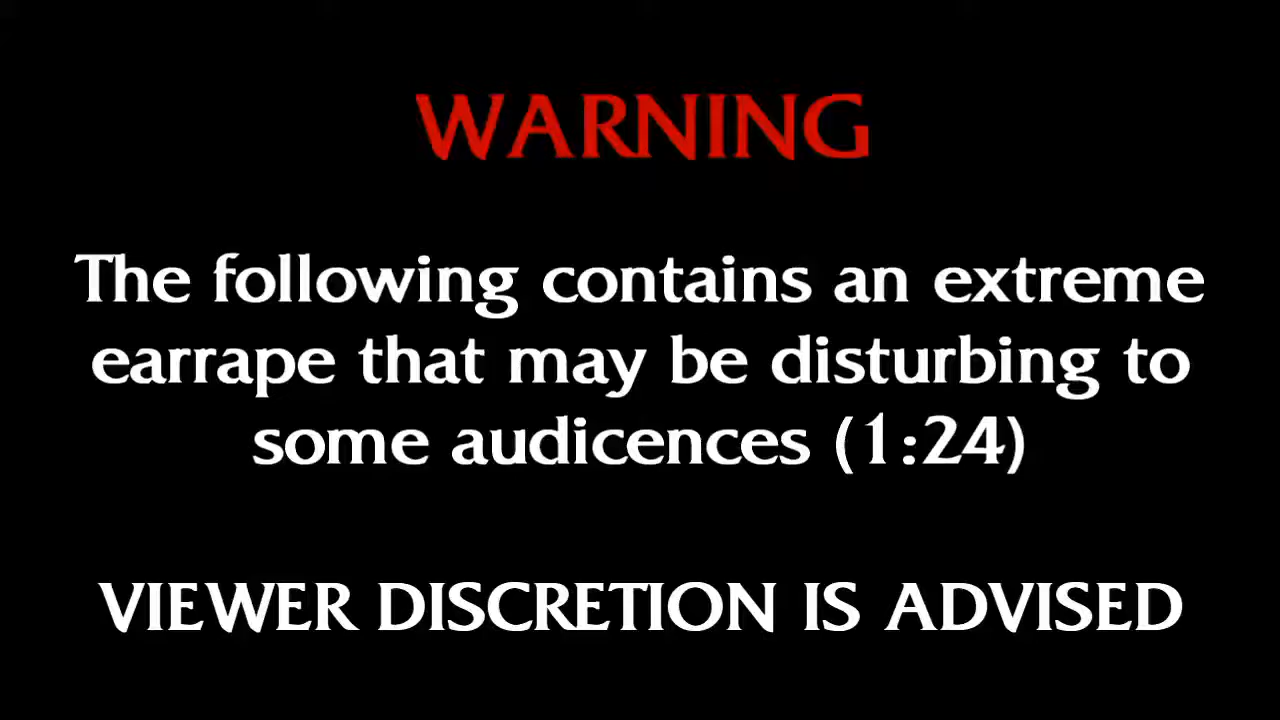 WARNING
The following contains an extreme
earrape that may be disturbing to
some audicences (1:24)
VIEWER DISCRETION IS ADVISED